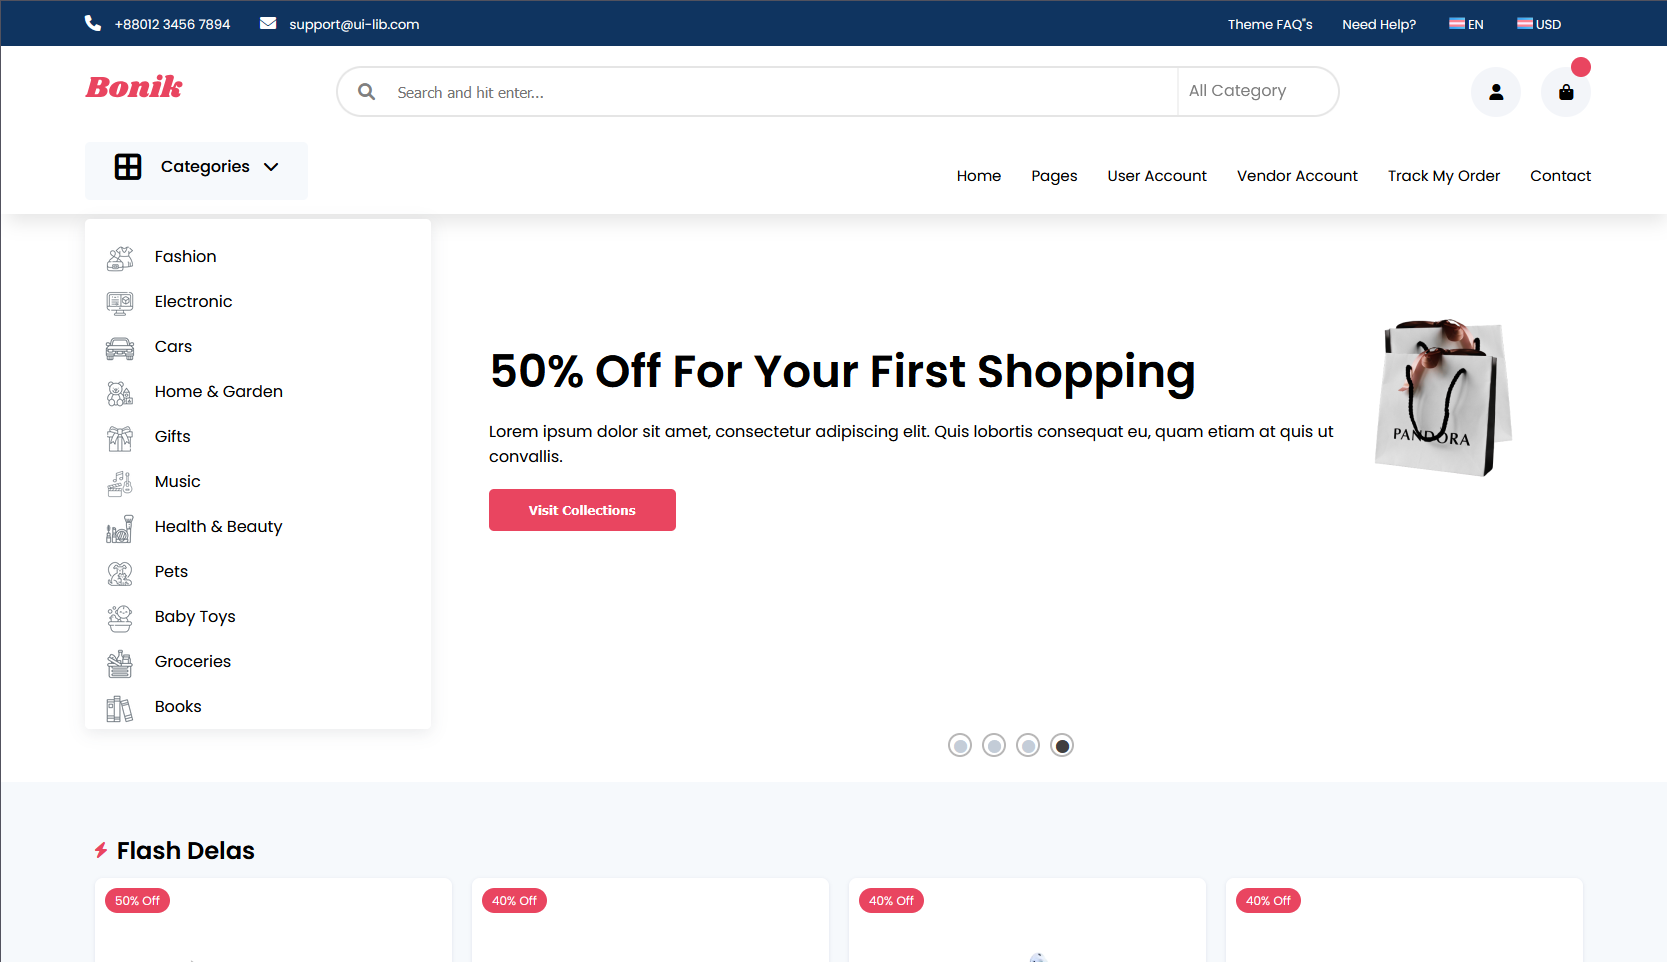 +88012 3456 7894
support@ui-lib.com
Theme FAQ"s
Need Help?
EN
USD
Bonik
Search and hit enter...
All Category
Categories
Home
Pages
User Account
Vendor Account
Track My Order
Contact
Fashion
Electronic
Cars
Home & Garden
Gifts
Music
Health & Beauty
Pets
Baby Toys
Groceries
Books
50% Off For Your First Shopping
Lorem ipsum dolor sit amet, consectetur adipiscing elit. Quis lobortis consequat eu, quam etiam at quis ut
convallis.
Visit Collections
PANDORA
Flash Delas
50% Off
40% Off
40% Off
40% Off